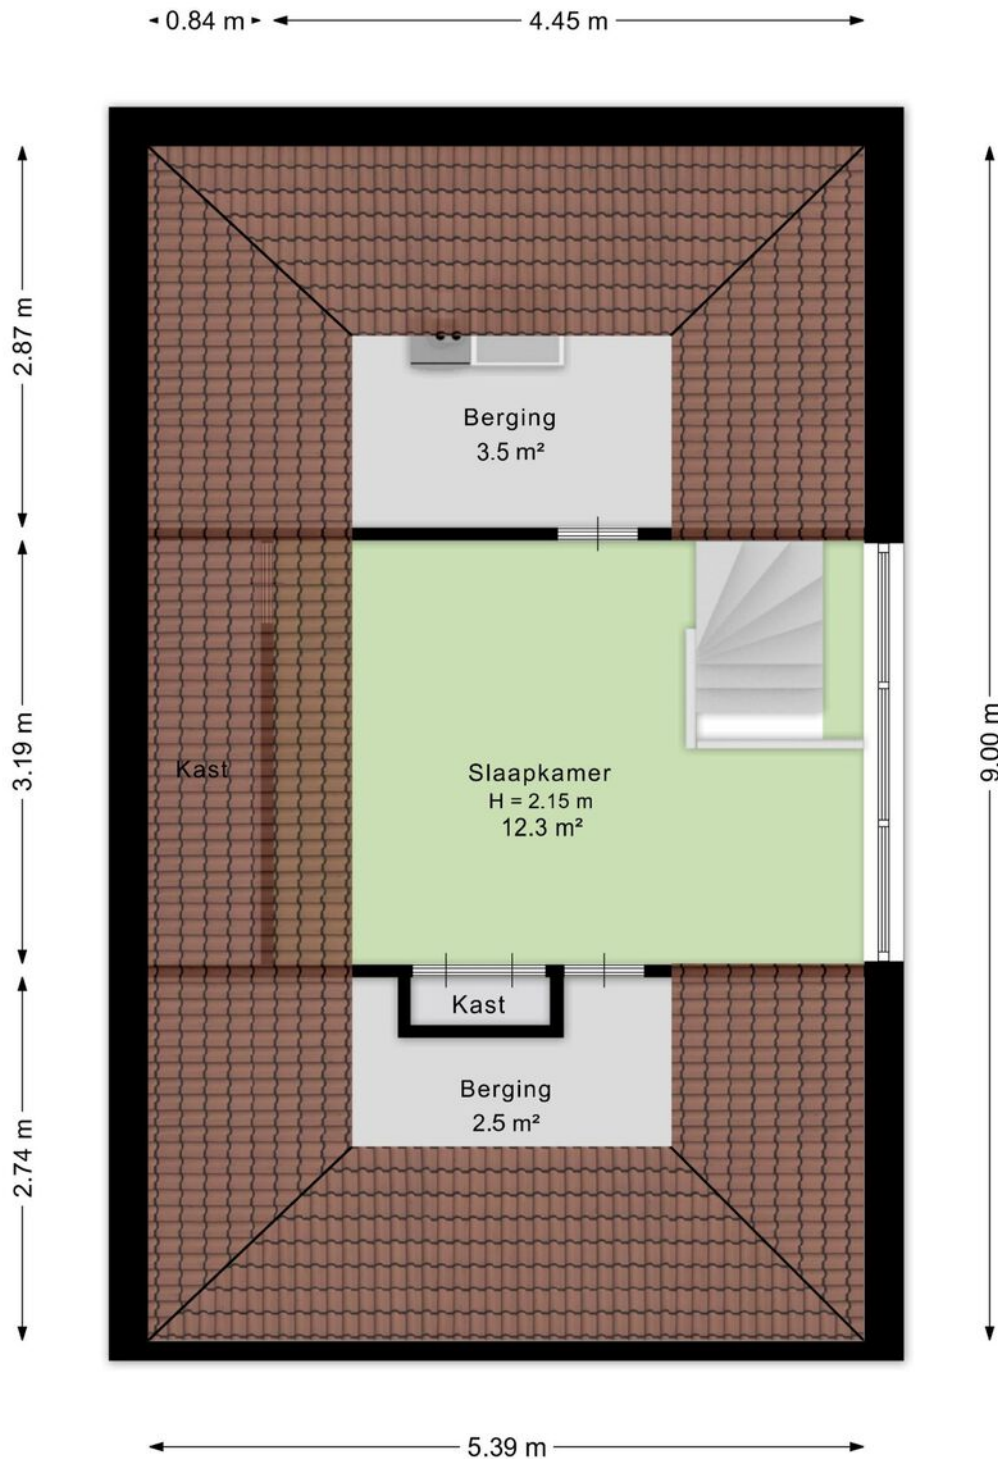 0.84 m
4.45 m
2.87 m
Berging
3.5 m²
3.19 m
Kast
Slaapkamer
H = 2.15 m
12.3 m²
9.00 m
Kast
Berging
2.5 m²
2.74 m
5.39 m